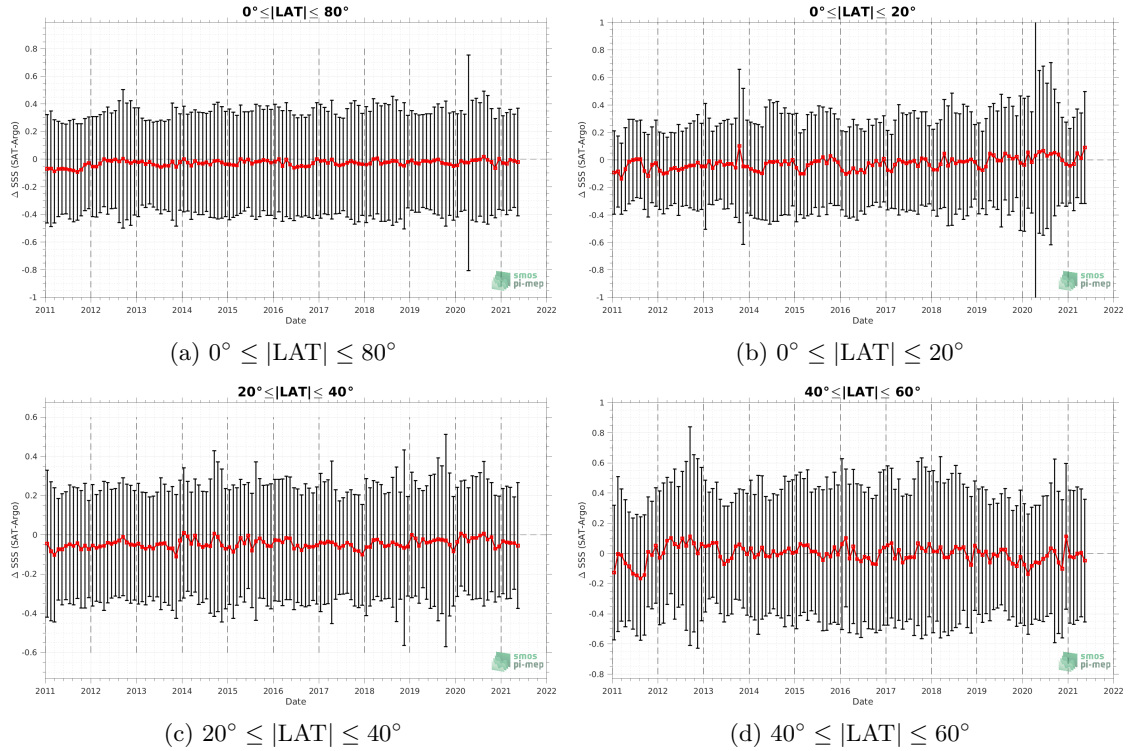 0°≤|LAT|≤ 80°
Δ SSS (SAT-Argo)
0.8
0.6
0.4
0.2
0
-0.2
-0.4
-0.6
-0.8
-1
2011 2012 2013 2014 2015 2016 2017 2018 2019 2020 2021 2022
Date
smos
pi-mep
(a) 0° ≤ |LAT| ≤ 80°
0°≤|LAT|≤ 20°
Δ SSS (SAT-Argo)
1
0.8
0.6
0.4
0.2
0
-0.2
-0.4
-0.6
-0.8
-1
2011 2012 2013 2014 2015 2016 2017 2018 2019 2020 2021 2022
Date
smos
pi-mep
(b) 0° ≤ |LAT| ≤ 20°
20°≤|LAT|≤ 40°
Δ SSS (SAT-Argo)
0.6
0.4
0.2
0
-0.2
-0.4
-0.6
2011 2012 2013 2014 2015 2016 2017 2018 2019 2020 2021 2022
Date
smos
pi-mep
(c) 20° ≤ |LAT| ≤ 40°
40°≤|LAT|≤ 60°
Δ SSS (SAT-Argo)
1
0.8
0.6
0.4
0.2
0
-0.2
-0.4
-0.6
-0.8
2011 2012 2013 2014 2015 2016 2017 2018 2019 2020 2021 2022
Date
smos
pi-mep
(d) 40° ≤ |LAT| ≤ 60°